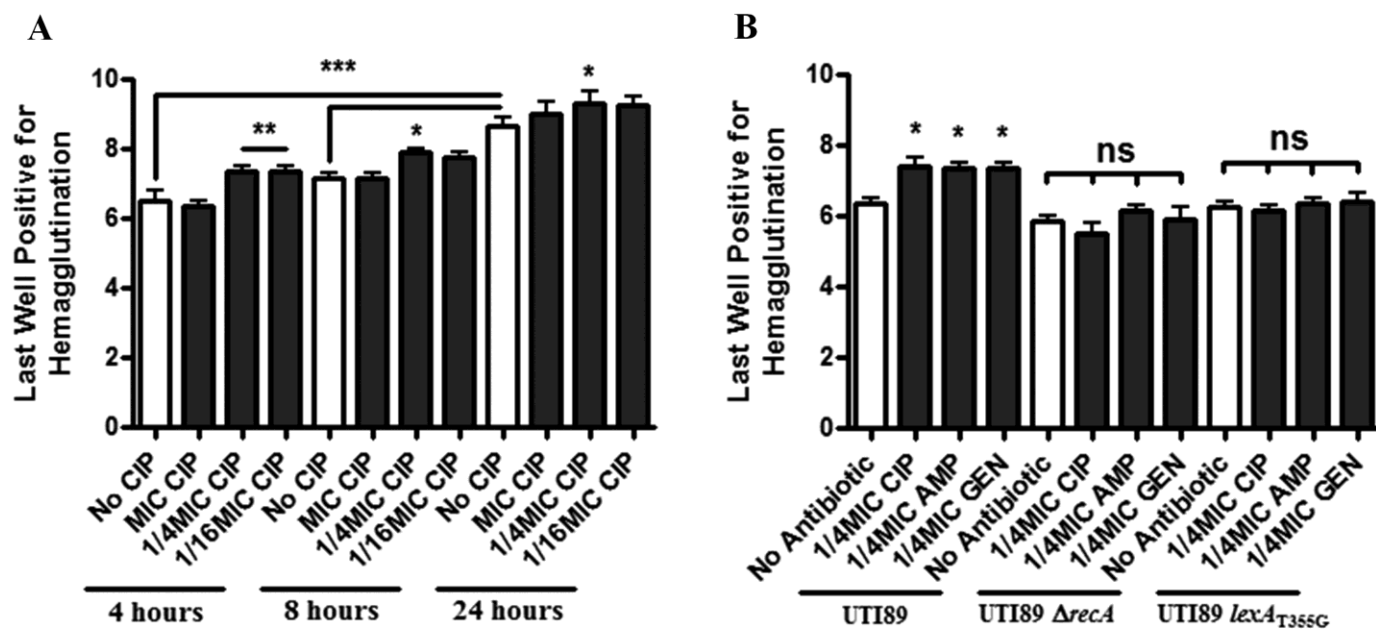 A
Last Well Positive for
Hemagglutination
10
8
6
4
2
0
***
**
*
*
No CIP
MIC CIP
1/4MIC CIP
1/16MIC CIP
No CIP
MIC CIP
1/4MIC CIP
1/16MIC CIP
No CIP
MIC CIP
1/4MIC CIP
1/16MIC CIP
4 hours
8 hours
24 hours
B
Last Well Positive for
Hemagglutination
10
8
6
4
2
0
* * *
ns
ns
No Antibiotic
1/4MIC CIP
1/4MIC AMP
1/4MIC GEN
No Antibiotic
1/4MIC CIP
1/4MIC AMP
1/4MIC GEN
No Antibiotic
1/4MIC CIP
1/4MIC AMP
1/4MIC GEN
UTI89
UTI89 ΔrecA
UTI89 lexA_T355G